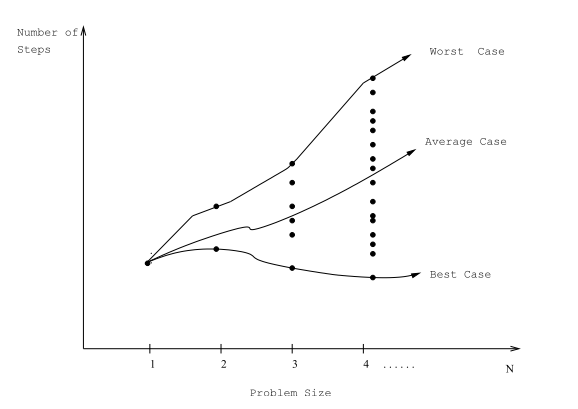 Number of
Steps
Worst Case
Average Case
Best Case
1 2 3 4 ......
N
Problem Size